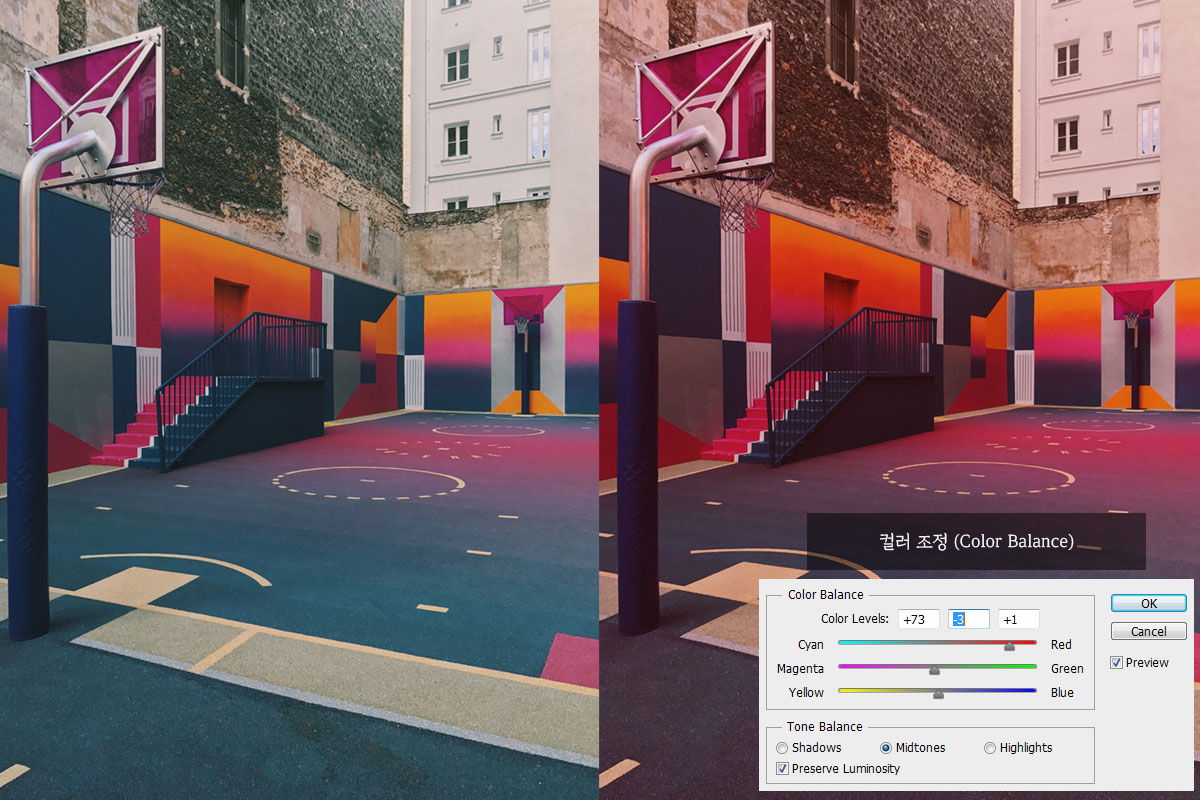 컬러 조정 (Color Balance)
Color Balance
Color Levels: +73 -3 +1
Cyan Red
Magenta Green
Yellow Blue
OK
Cancel
Preview
Tone Balance
Shadows Midtones Highlights
Preserve Luminosity